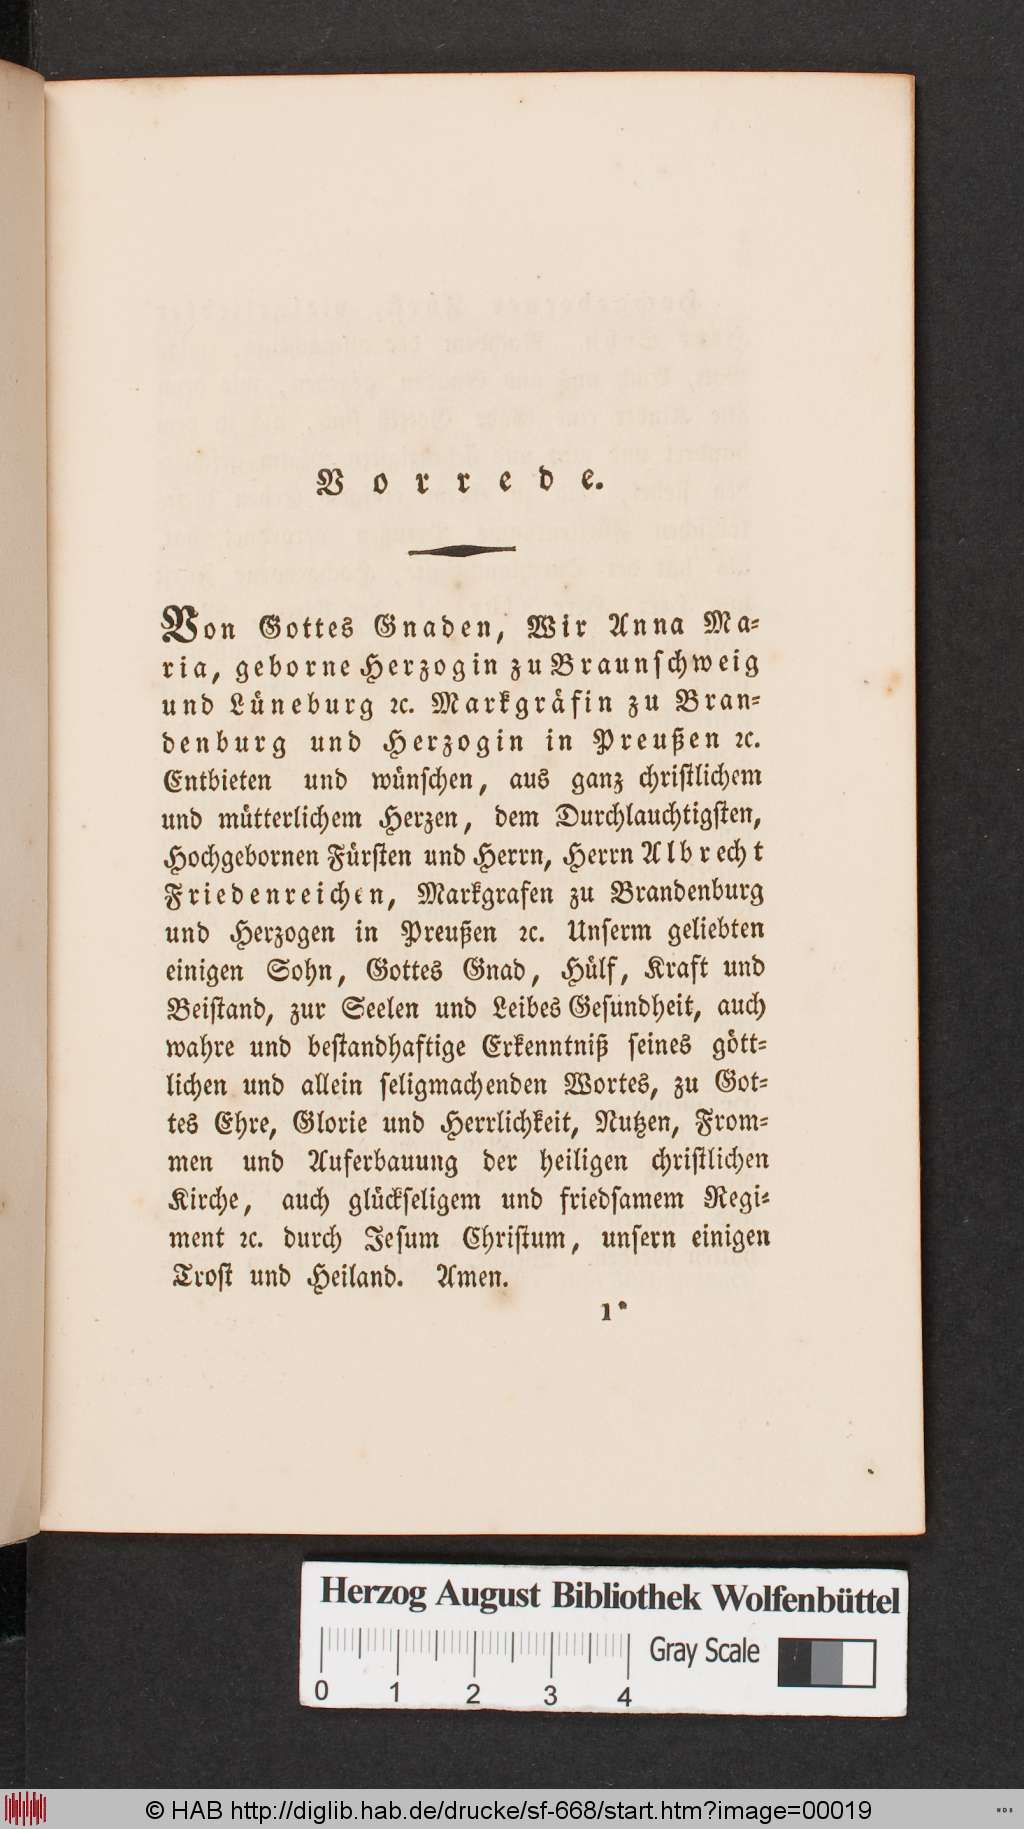 Vorrede.
Von Gottes Gnaden, Wir Anna Ma-
ria, geborne Herzogin zu Braunschweig
und Lüneburg ꝛc. Markgräfin zu Bran-
denburg und Herzogin in Preußen ꝛc.
Entbieten und wünschen, aus ganz christlichem
und mütterlichem Herzen, dem Durchlauchtigsten,
Hochgebornen Fürsten und Herrn, Herrn Albrecht
Friedenreichen, Markgrafen zu Brandenburg
und Herzogen in Preußen ꝛc. Unserm geliebten
einigen Sohn, Gottes Gnad, Hülf, Kraft und
Beistand, zur Seelen und Leibes Gesundheit, auch
wahre und bestandhaftige Erkenntniß seines gött-
lichen und allein seligmachenden Wortes, zu Got-
tes Ehre, Glorie und Herrlichkeit, Nutzen, From-
men und Auferbauung der heiligen christlichen
Kirche, auch glückseligem und friedsamem Regi-
ment ꝛc. durch Jesum Christum, unsern einigen
Trost und Heiland. Amen.
1*
Herzog August Bibliothek Wolfenbüttel
Gray Scale
0 1 2 3 4
© HAB http://diglib.hab.de/drucke/sf-668/start.htm?image=00019